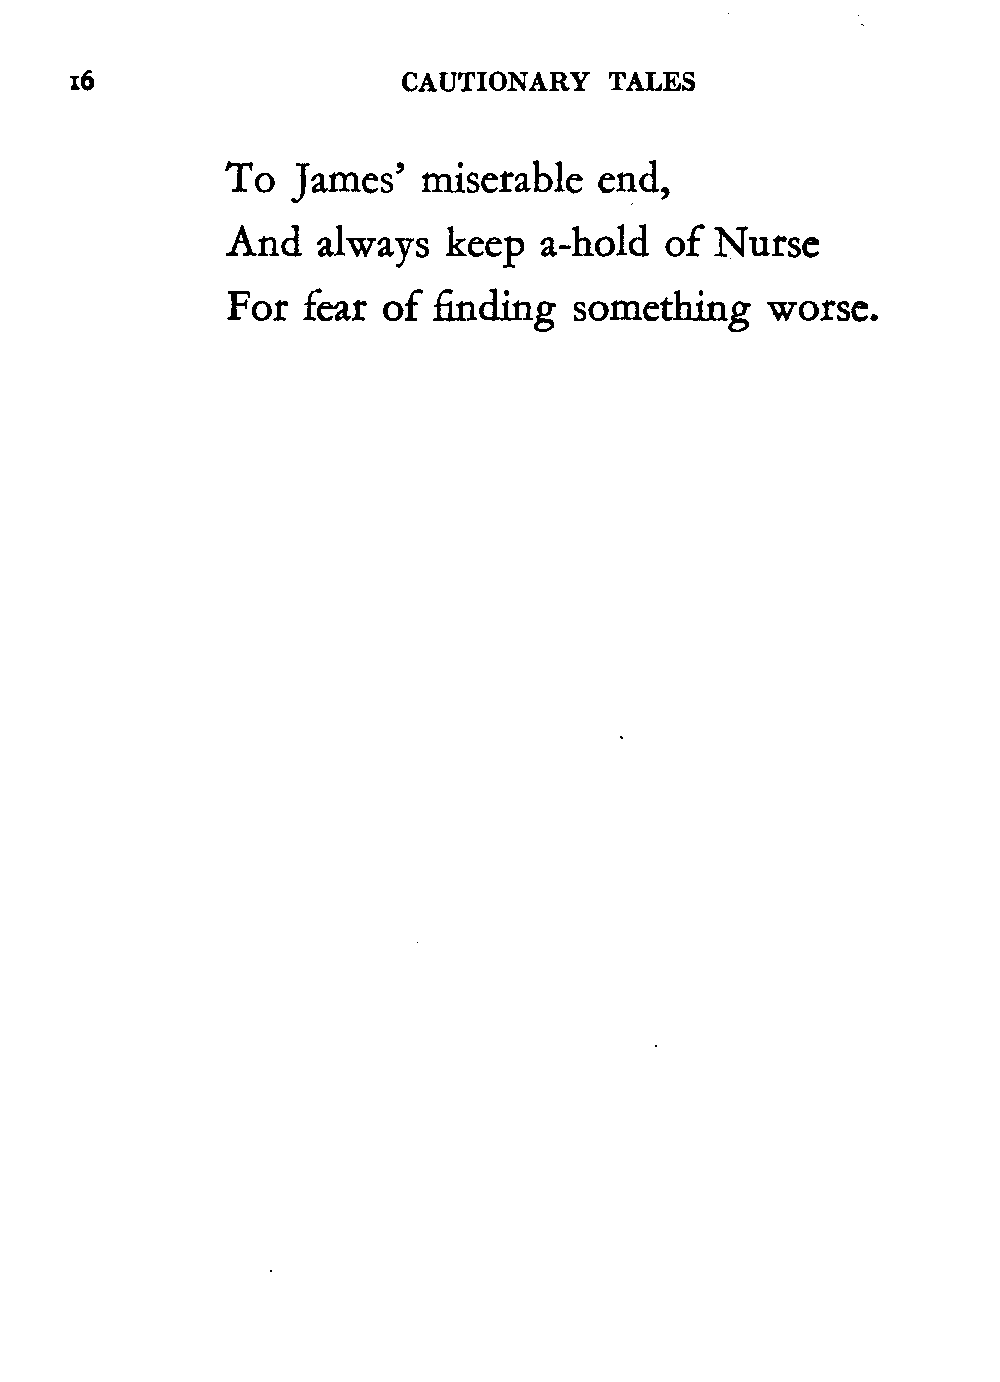 16 CAUTIONARY TALES
To James' miserable end,
And always keep a-hold of Nurse
For fear of finding something worse.